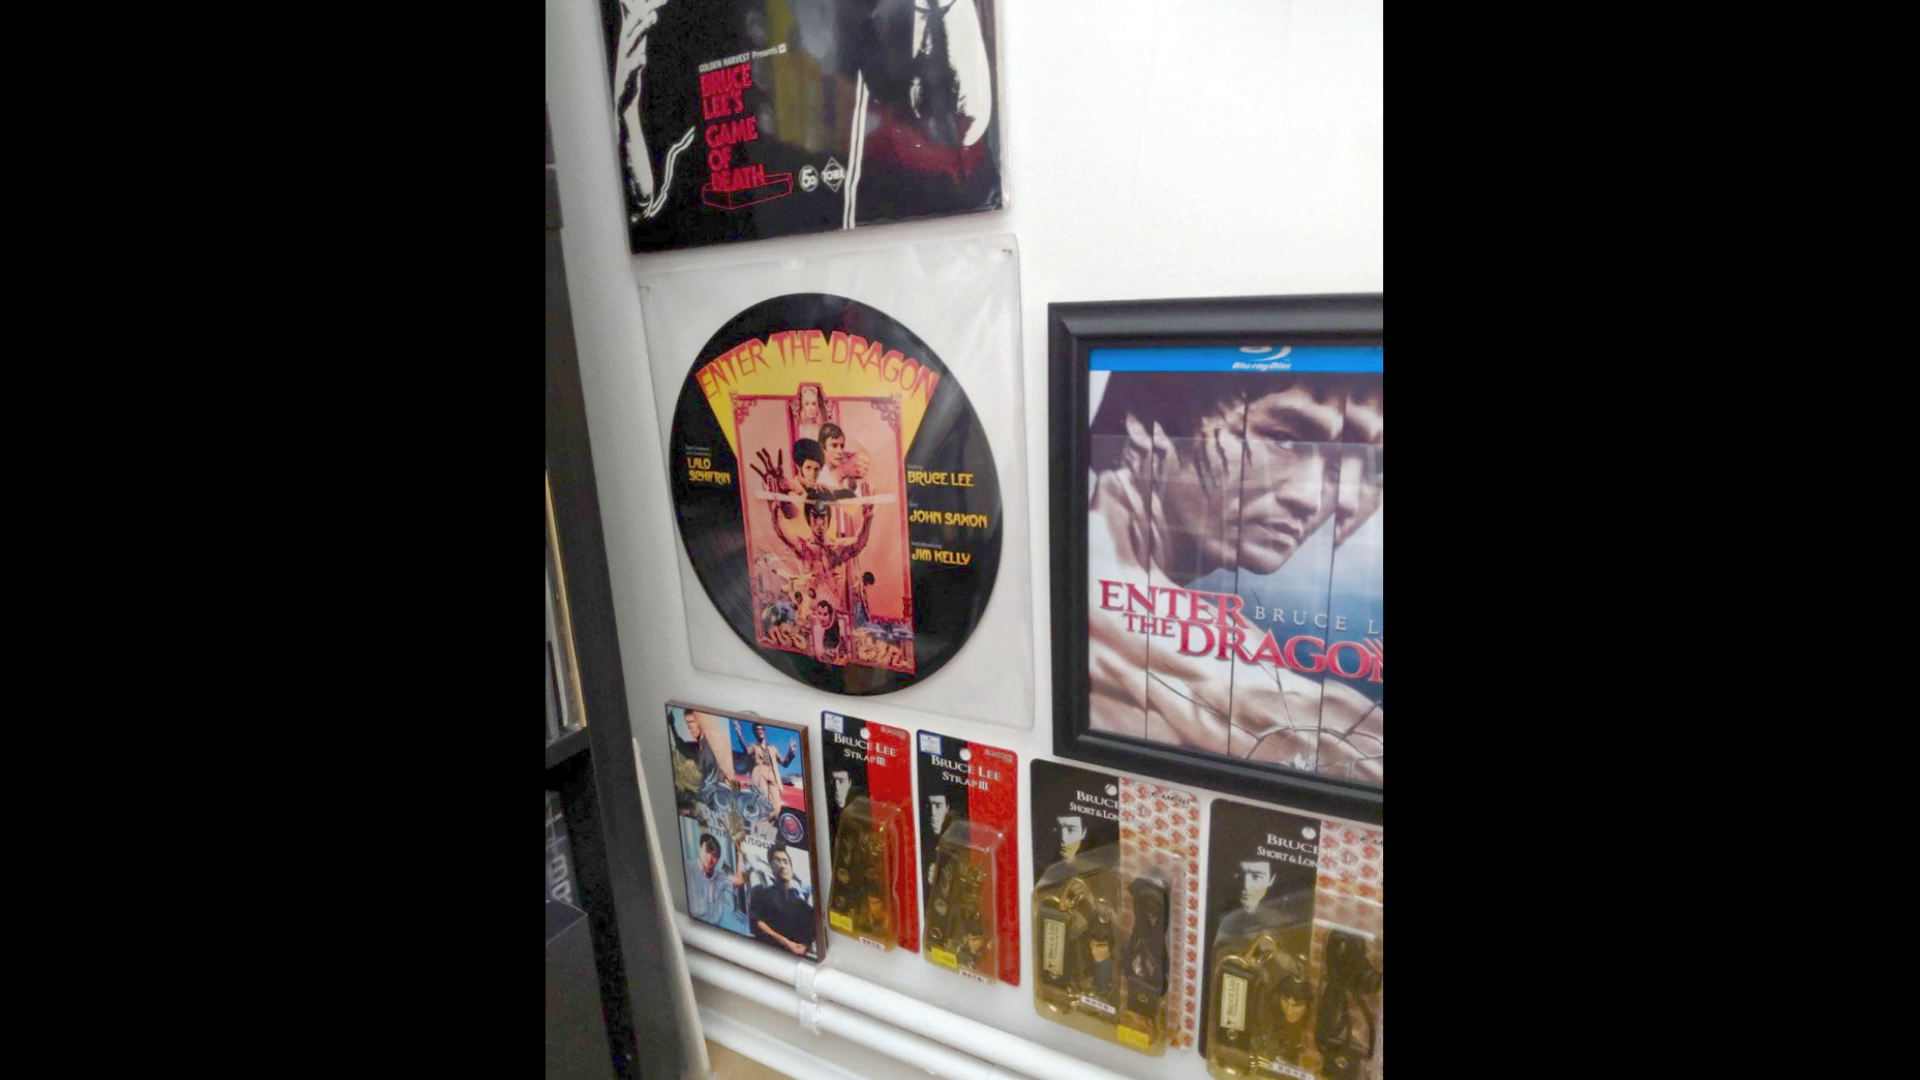 GOLDEN HARVEST Presents
BRUCE
LEE'S
GAME
OF
DEATH
ENTER THE DRAGON
LALO
SCHIFRIN
BRUCE LEE
JOHN SAXON
JIM KELLY
Blu-ray Disc
ENTER
BRUCE L
THE DRAGON
BRUCE LEE
STRAP III
BRUCE LEE
STRAP III
BRUCE
SHORT & LON
BRUCE
SHORT & LON